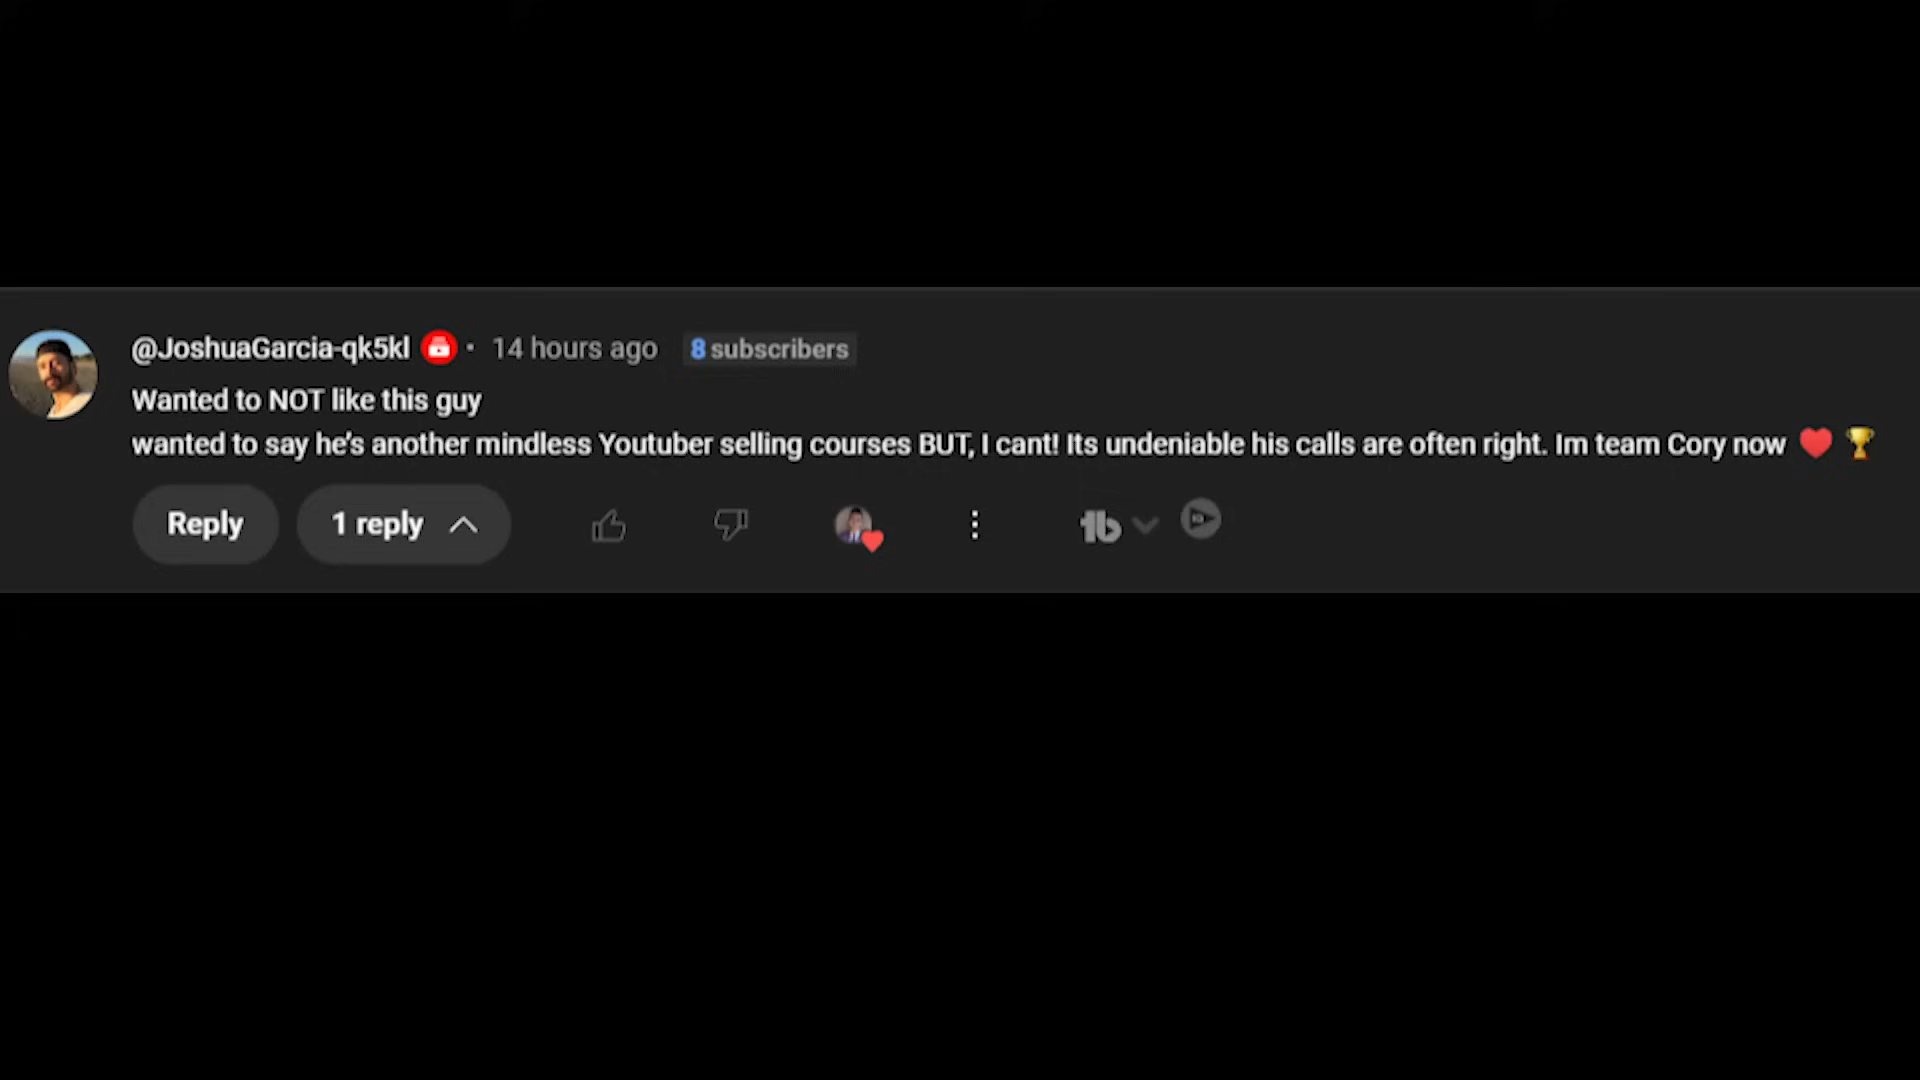 @JoshuaGarcia-qk5kl · 14 hours ago 8 subscribers
Wanted to NOT like this guy
wanted to say he's another mindless Youtuber selling courses BUT, I cant! Its undeniable his calls are often right. Im team Cory now ❤️ 🏆
Reply 1 reply